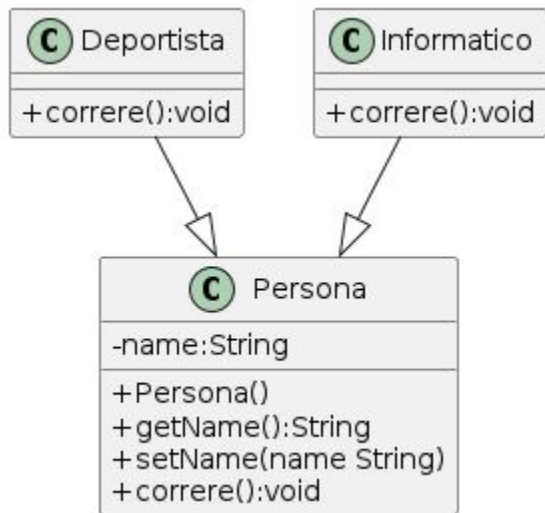 C Deportista
+correre():void
C Informatico
+correre():void
C Persona
-name:String
+Persona()
+getName():String
+setName(name String)
+correre():void